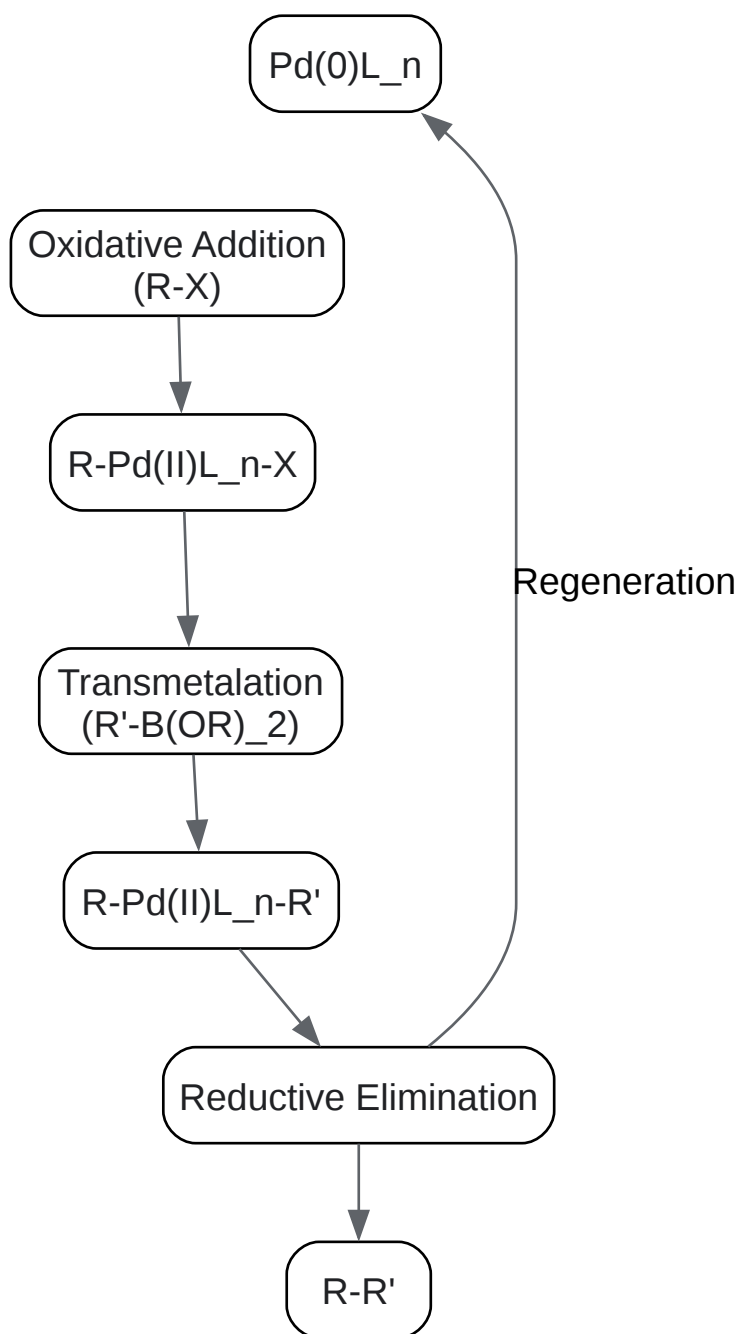 Pd(0)L_n
Oxidative Addition
(R-X)
R-Pd(II)L_n-X
Regeneration
Transmetalation
(R'-B(OR)_2)
R-Pd(II)L_n-R'
Reductive Elimination
R-R'